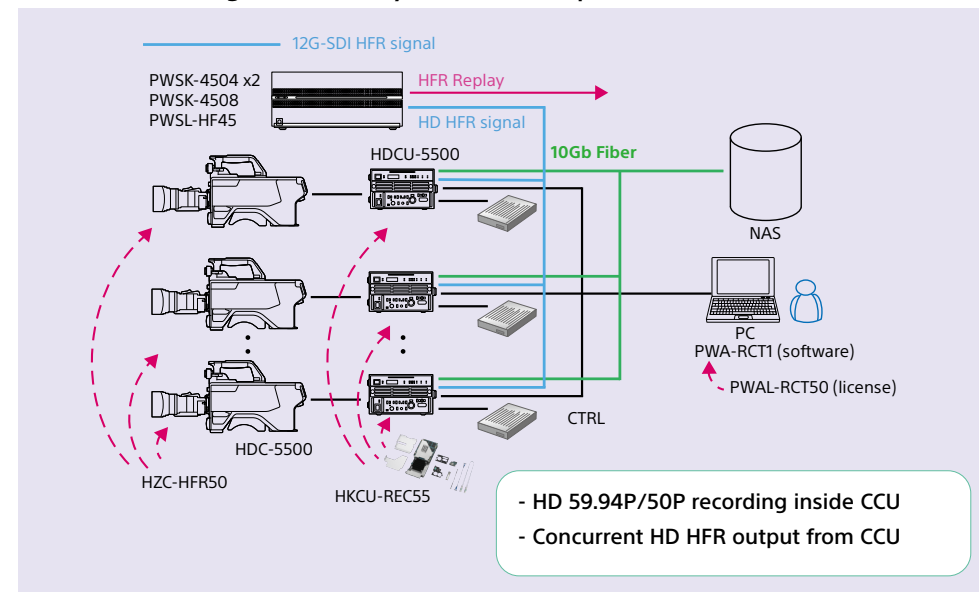 12G-SDI HFR signal
PWSK-4504 x2
PWSK-4508
PWSL-HF45
HFR Replay
HD HFR signal
HDCU-5500
10Gb Fiber
NAS
PC
PWA-RCT1 (software)
PWAL-RCT50 (license)
CTRL
HDC-5500
HZC-HFR50
HKCU-REC55
- HD 59.94P/50P recording inside CCU
- Concurrent HD HFR output from CCU